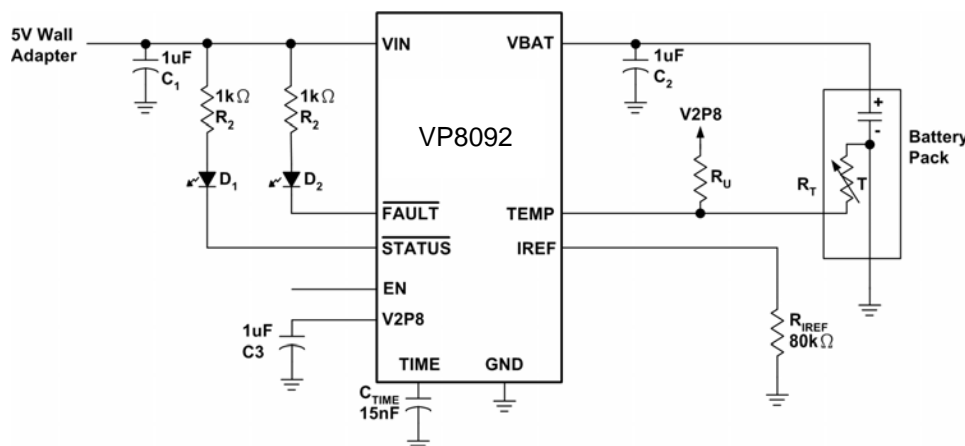 5V Wall
Adapter
1uF
C1
1kΩ
R2
1kΩ
R2
D1
D2
VIN
VBAT
VP8092
FAULT
STATUS
EN
V2P8
TIME
GND
TEMP
IREF
1uF
C3
CTIME
15nF
1uF
C2
V2P8
RU
RT
T
+
-
Battery
Pack
RIREF
80kΩ